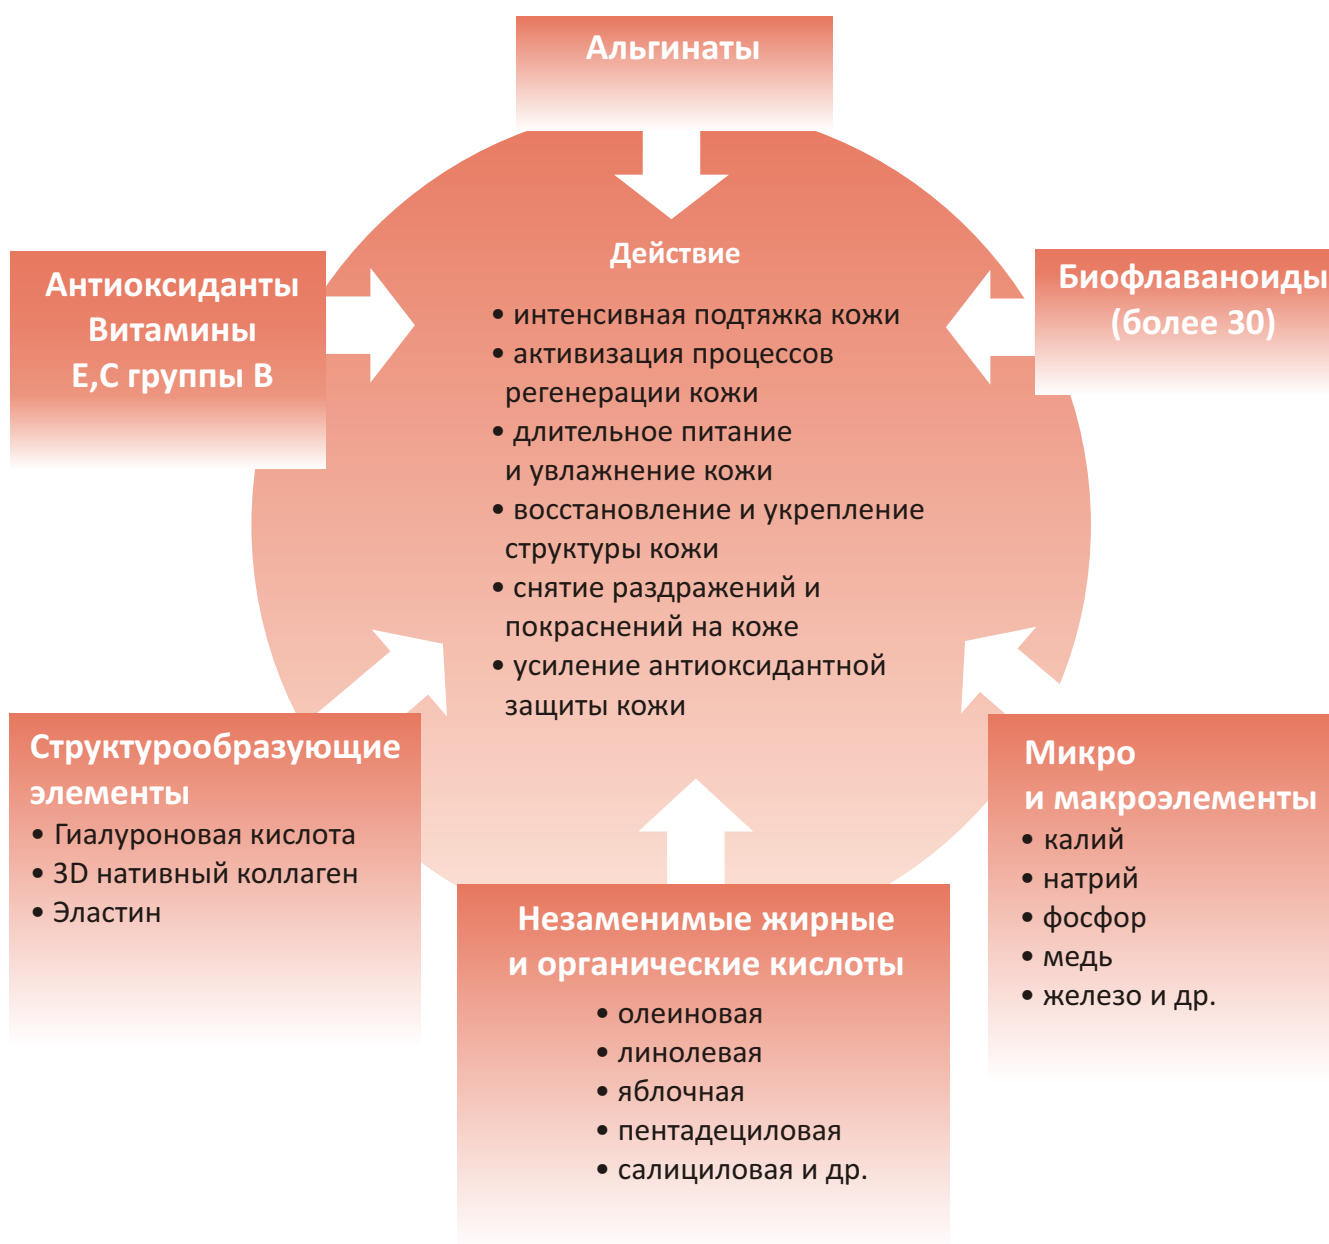 Альгинаты
Антиоксиданты
Витамины
Е,С группы В
Биофлаваноиды
(более 30)
Действие
• интенсивная подтяжка кожи
• активизация процессов
регенерации кожи
• длительное питание
и увлажнение кожи
• восстановление и укрепление
структуры кожи
• снятие раздражений и
покраснений на коже
• усиление антиоксидантной
защиты кожи
Структурообразующие
элементы
• Гиалуроновая кислота
• 3D нативный коллаген
• Эластин
Незаменимые жирные
и органические кислоты
• олеиновая
• линолевая
• яблочная
• пентадециловая
• салициловая и др.
Микро
и макроэлементы
• калий
• натрий
• фосфор
• медь
• железо и др.